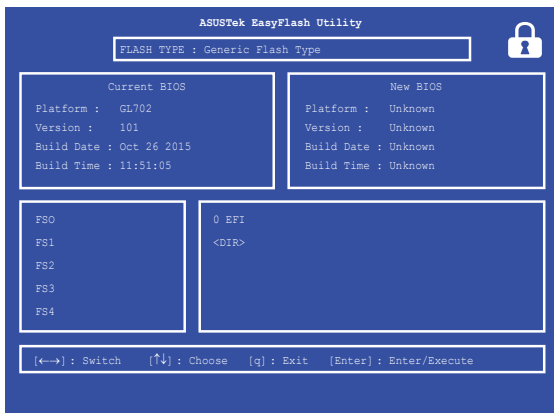 ASUSTek EasyFlash Utility
FLASH TYPE : Generic Flash Type
Current BIOS
Platform : GL702
Version : 101
Build Date : Oct 26 2015
Build Time : 11:51:05
New BIOS
Platform : Unknown
Version : Unknown
Build Date : Unknown
Build Time : Unknown
FSO
FS1
FS2
FS3
FS4
0 EFI
<DIR>
[←→] : Switch [↑↓] : Choose [q] : Exit [Enter] : Enter/Execute